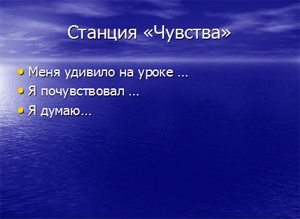 Станция «Чувства»
• Меня удивило на уроке ...
• Я почувствовал ...
• Я думаю...